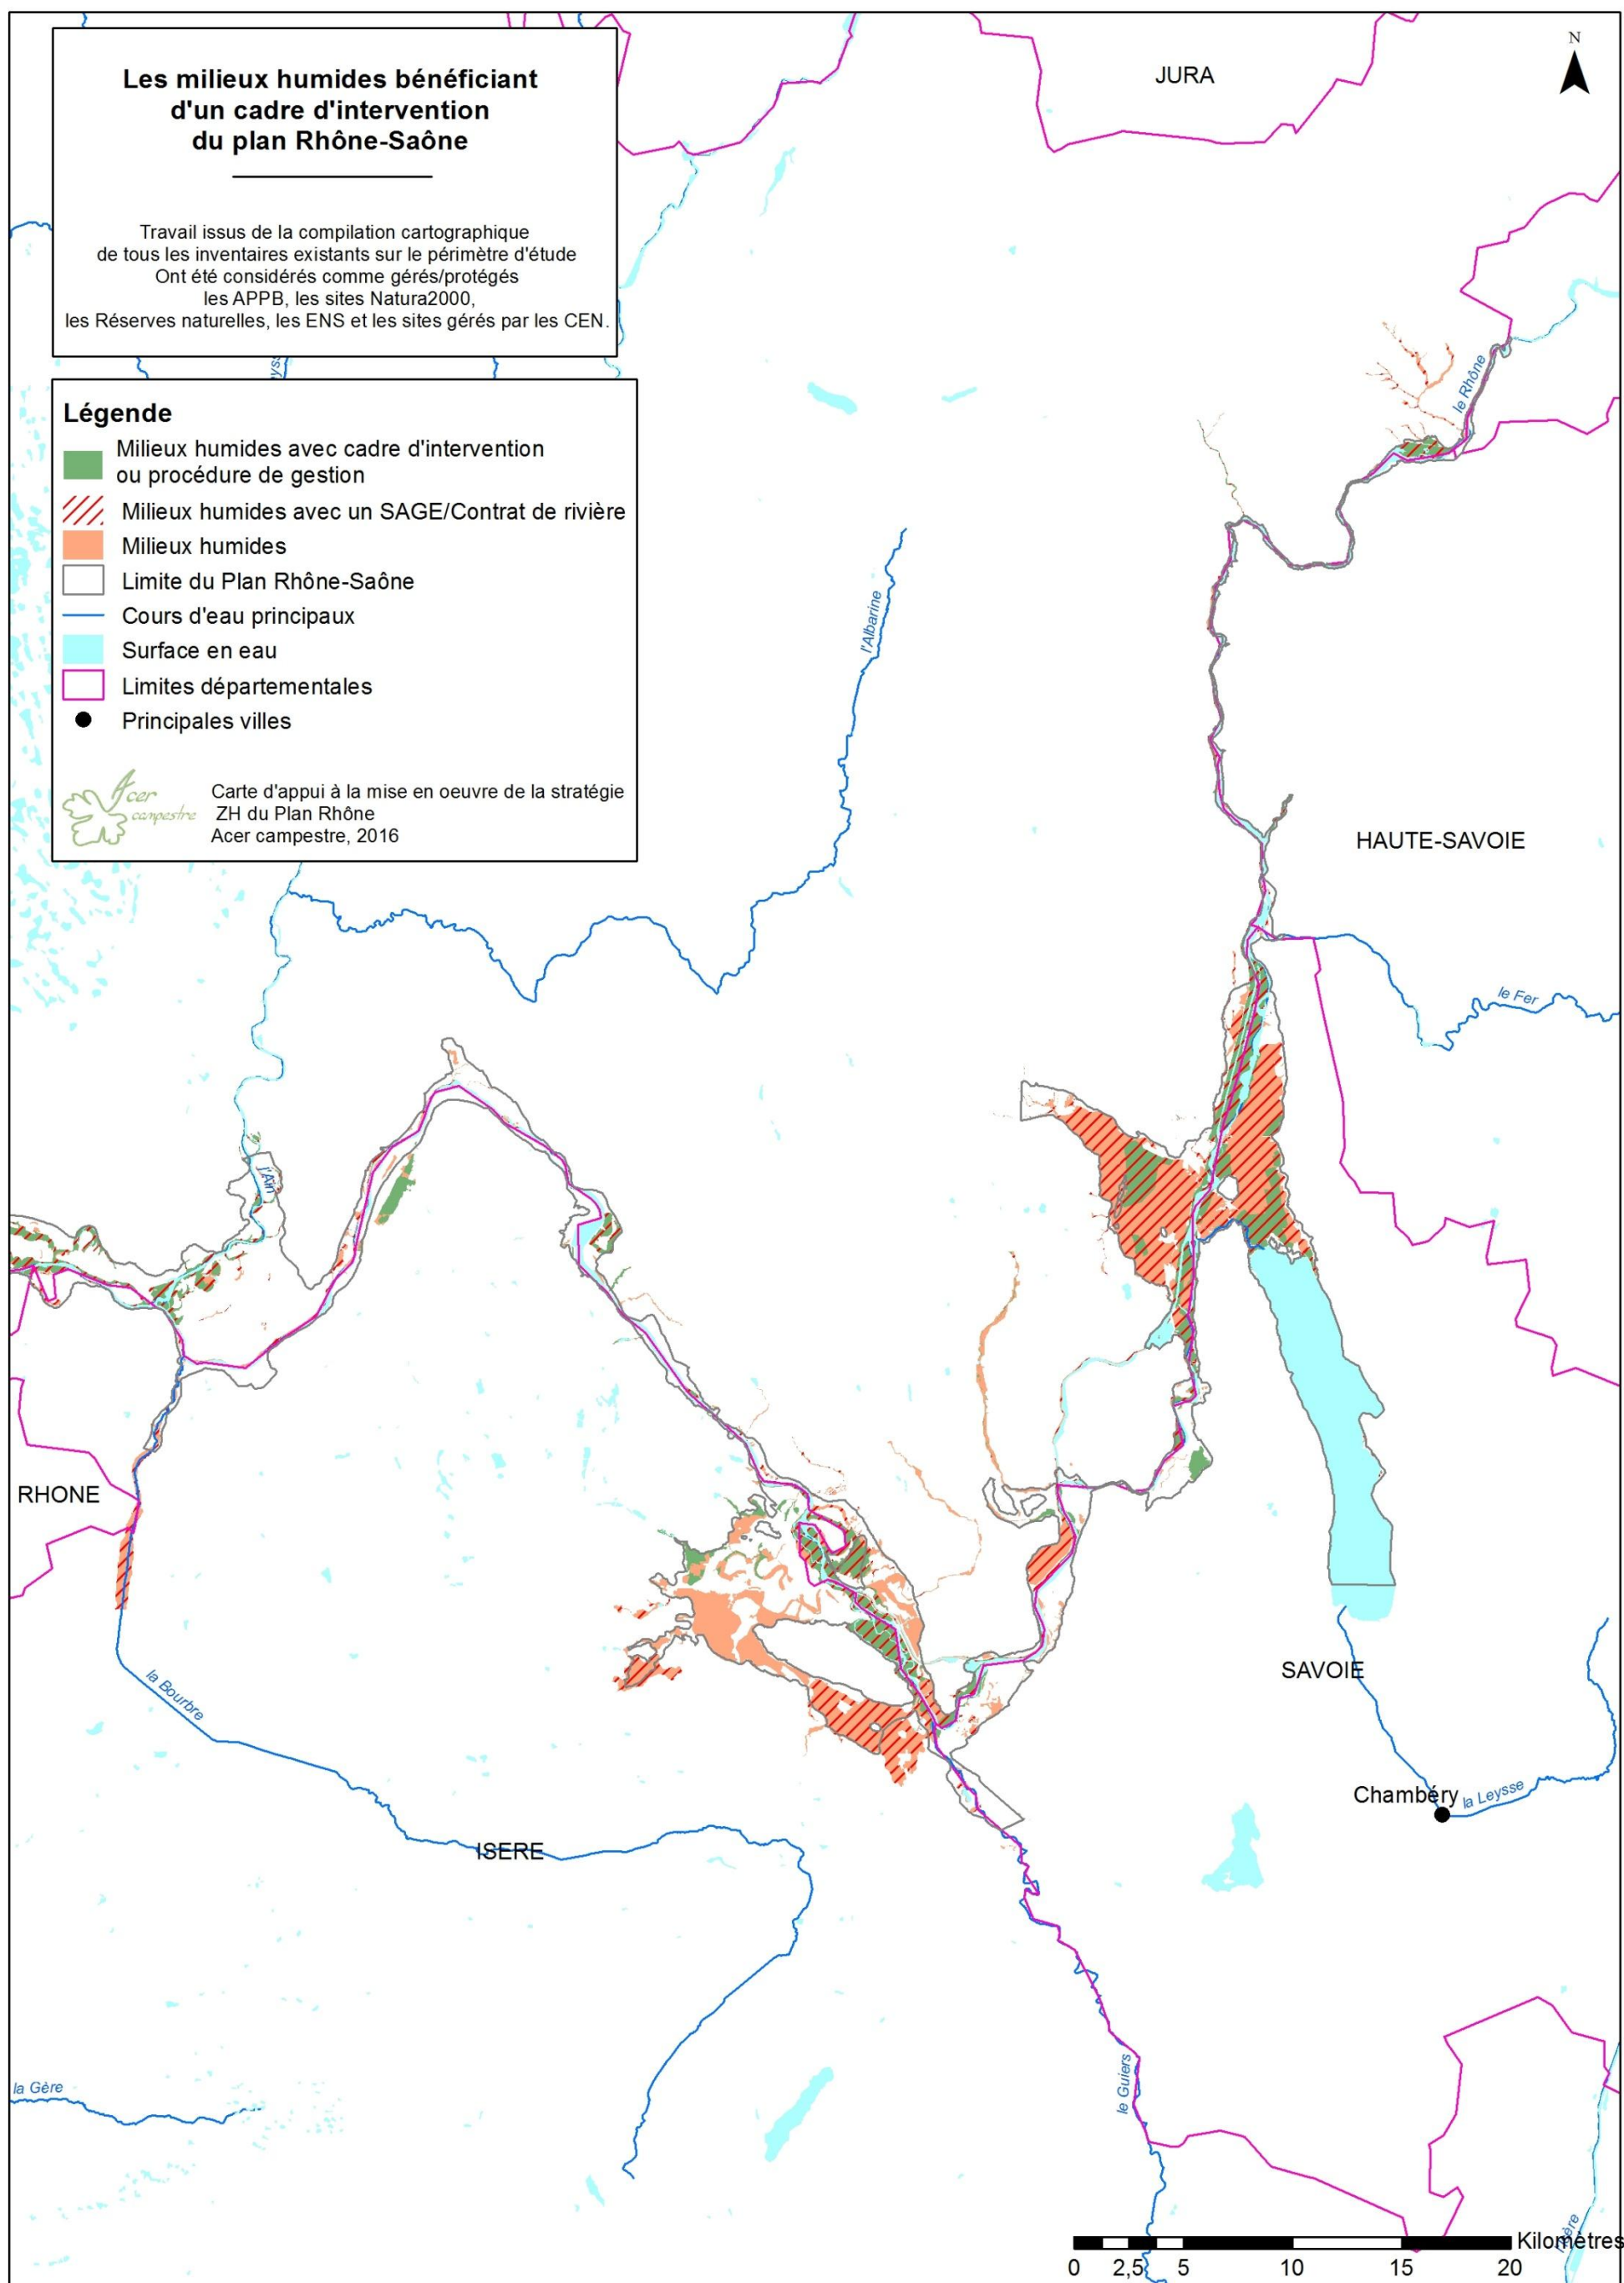 Les milieux humides bénéficiant
d'un cadre d'intervention
du plan Rhône-Saône
Travail issus de la compilation cartographique
de tous les inventaires existants sur le périmètre d'étude
Ont été considérés comme gérés/protégés
les APPB, les sites Natura2000,
les Réserves naturelles, les ENS et les sites gérés par les CEN.
N
JURA
le Rhône
Légende
Milieux humides avec cadre d'intervention
ou procédure de gestion
Milieux humides avec un SAGE/Contrat de rivière
Milieux humides
Limite du Plan Rhône-Saône
Cours d'eau principaux
Surface en eau
Limites départementales
Principales villes
Acer
campestre
Carte d'appui à la mise en oeuvre de la stratégie
ZH du Plan Rhône
Acer campestre, 2016
l'Albarine
HAUTE-SAVOIE
le Fer
l'Ain
RHONE
SAVOIE
la Bourbre
Chambéry
la Leysse
ISERE
le Guiers
la Gère
Kilomètres
0 2,5 5 10 15 20